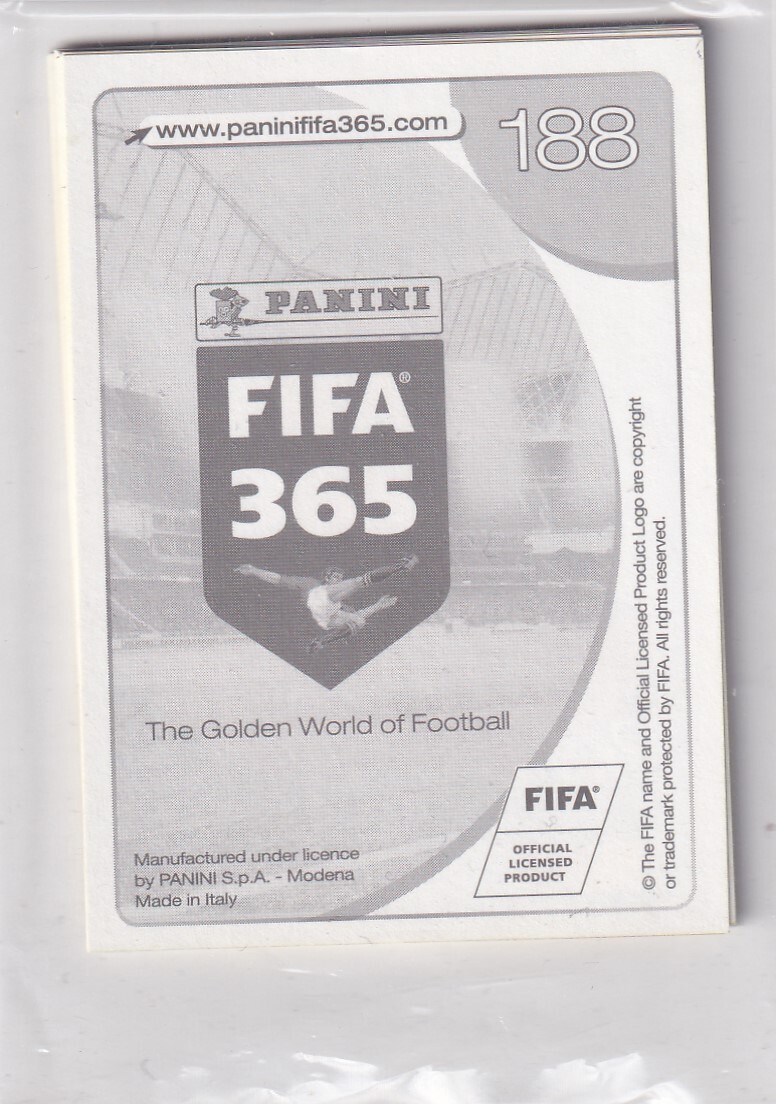 www.paninififa365.com
188
PANINI
FIFA®
365
The Golden World of Football
FIFA®
OFFICIAL
LICENSED
PRODUCT
Manufactured under licence
by PANINI S.p.A. - Modena
Made in Italy
© The FIFA name and Official Licensed Product Logo are copyright
or trademark protected by FIFA. All rights reserved.